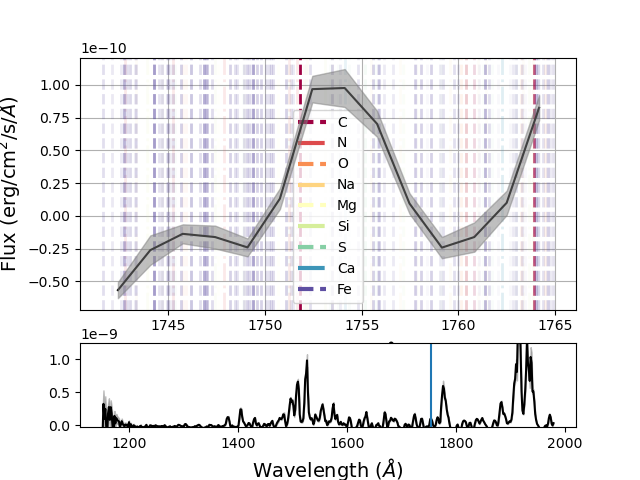 1e−10
Flux (erg/cm²/s/Å)
1.00
0.75
0.50
0.25
0.00
−0.25
−0.50
C
N
O
Na
Mg
Si
S
Ca
Fe
1745 1750 1755 1760 1765
1e−9
1.0
0.5
0.0
1200 1400 1600 1800 2000
Wavelength (Å)